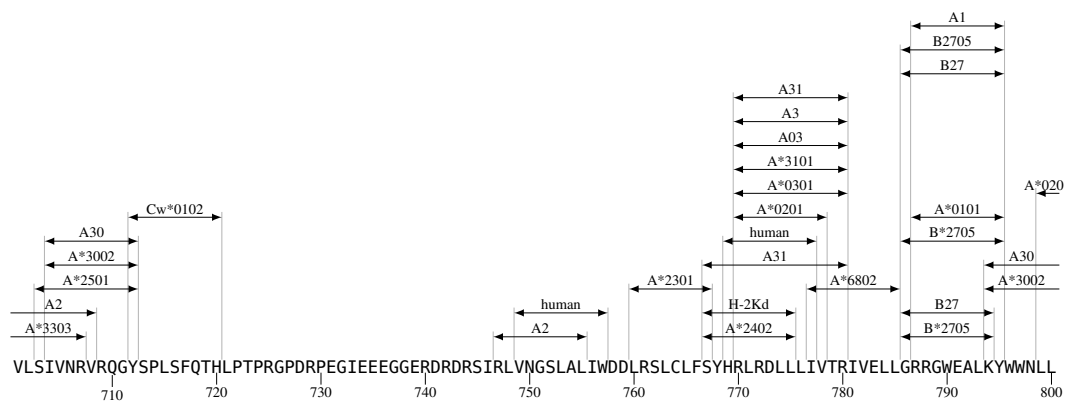 A1
B2705
B27
A31
A3
A03
A*3101
A*0301 A*020
Cw*0102 A*0201 A*0101
A30 human B*2705
A*3002 A31 A30
A*2501 A*2301 A*6802 A*3002
A2 human H-2Kd B27
A*3303 A2 A*2402 B*2705
VLSIVNRVRQGYSPLSFQTHLPTPRGPDRPEGIEEEGGERDRDRSIRLVNGSLALIWDDLRSLCLFSYHRLRDLLLIVTRIVELLGRRGWEALKYWWNLL
710 720 730 740 750 760 770 780 790 800